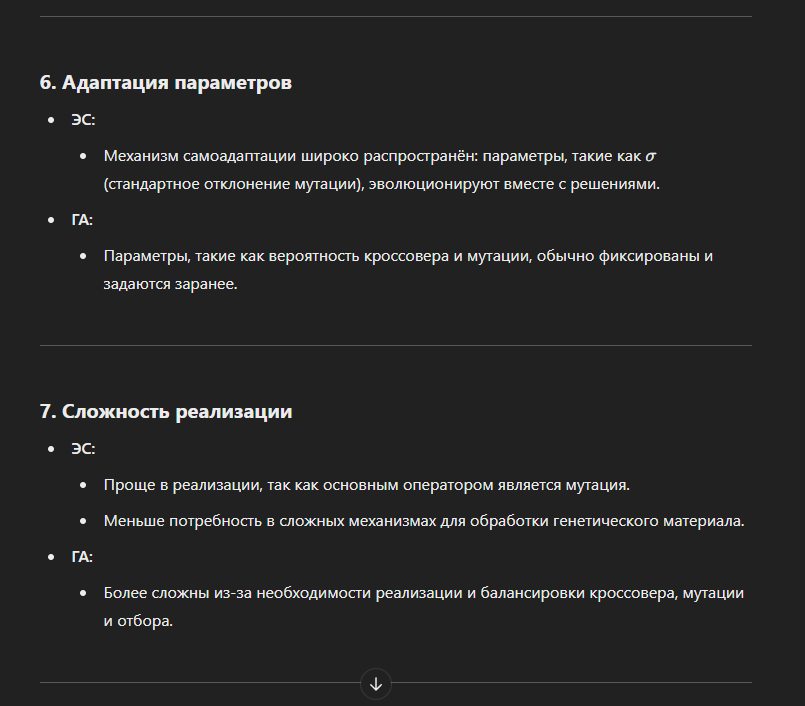 6. Адаптация параметров
• ЭС:
• Механизм самоадаптации широко распространён: параметры, такие как σ
(стандартное отклонение мутации), эволюционируют вместе с решениями.
• ГА:
• Параметры, такие как вероятность кроссовера и мутации, обычно фиксированы и
задаются заранее.
7. Сложность реализации
• ЭС:
• Проще в реализации, так как основным оператором является мутация.
• Меньше потребность в сложных механизмах для обработки генетического материала.
• ГА:
• Более сложны из-за необходимости реализации и балансировки кроссовера, мутации
и отбора.